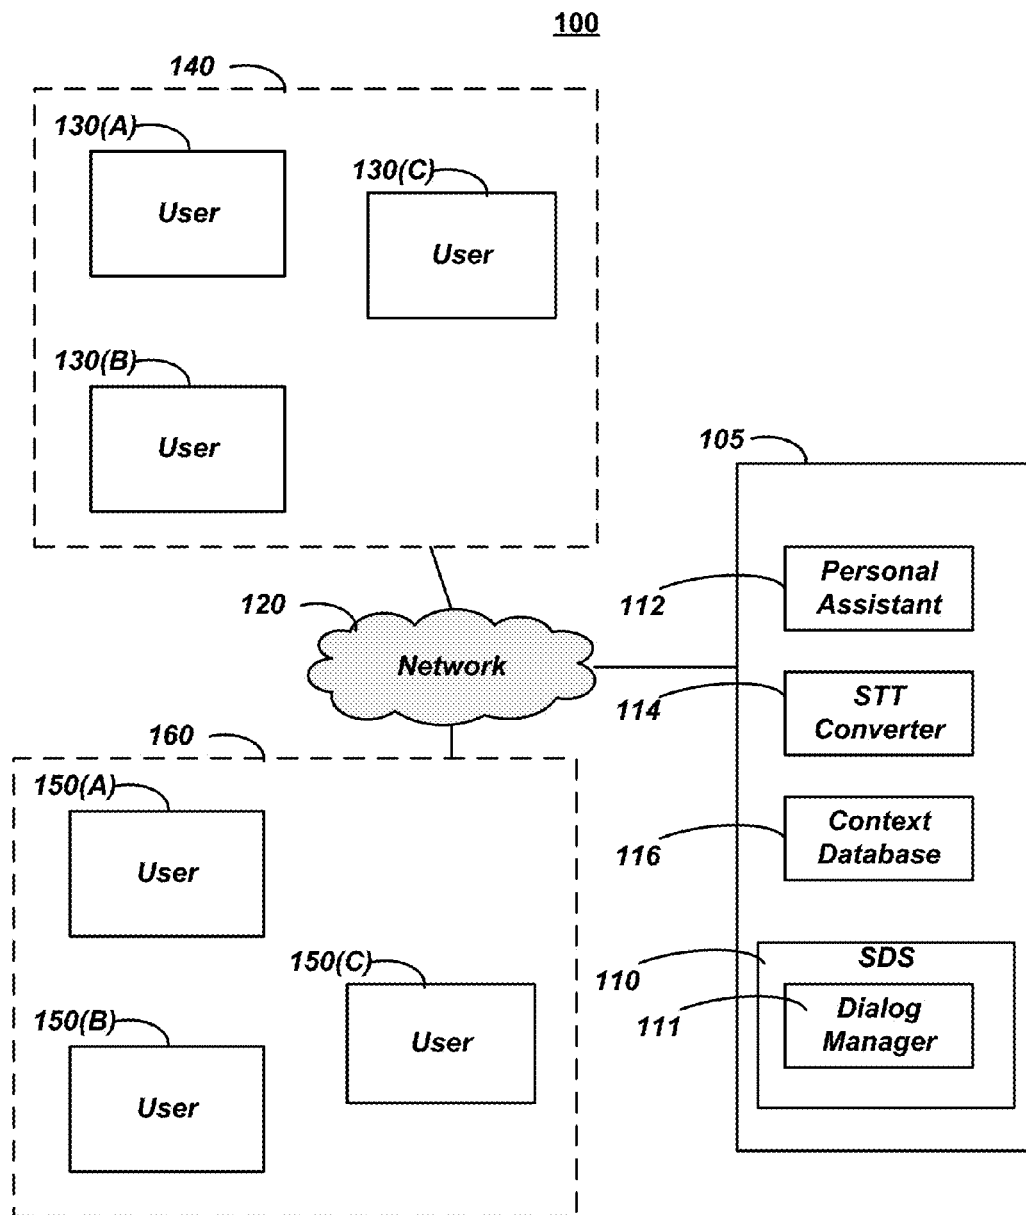 100
140
130(A)
User
130(C)
User
130(B)
User
105
112
Personal
Assistant
120
Network
114
STT
Converter
160
116
Context
Database
150(A)
User
150(C)
User
110
SDS
111
Dialog
Manager
150(B)
User